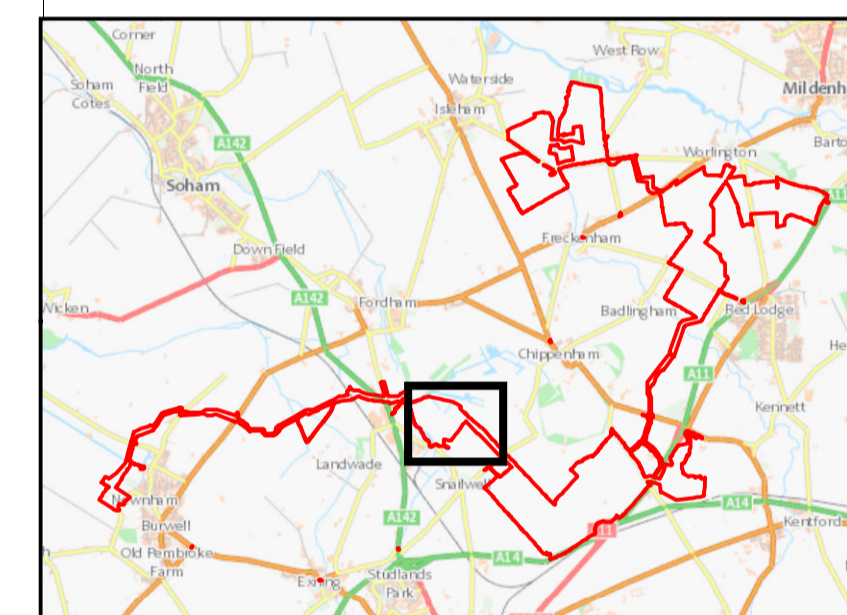 Corner
West Row
North
Field
Waterside
Soham
Cotes
Mildenh
Isleham
A142
Barto
Worlington
Soham
A11
Freckenham
Down Field
A142
Fordham
Wicken
Badlingham
Red Lodge
He
Chippenham
A11
Kennett
Landwade
Snailwell
Newnham
A14
A142
Burwell
Kentford
A11
h
Old Pembroke
Farm
A14
Exning
Studlands
Park